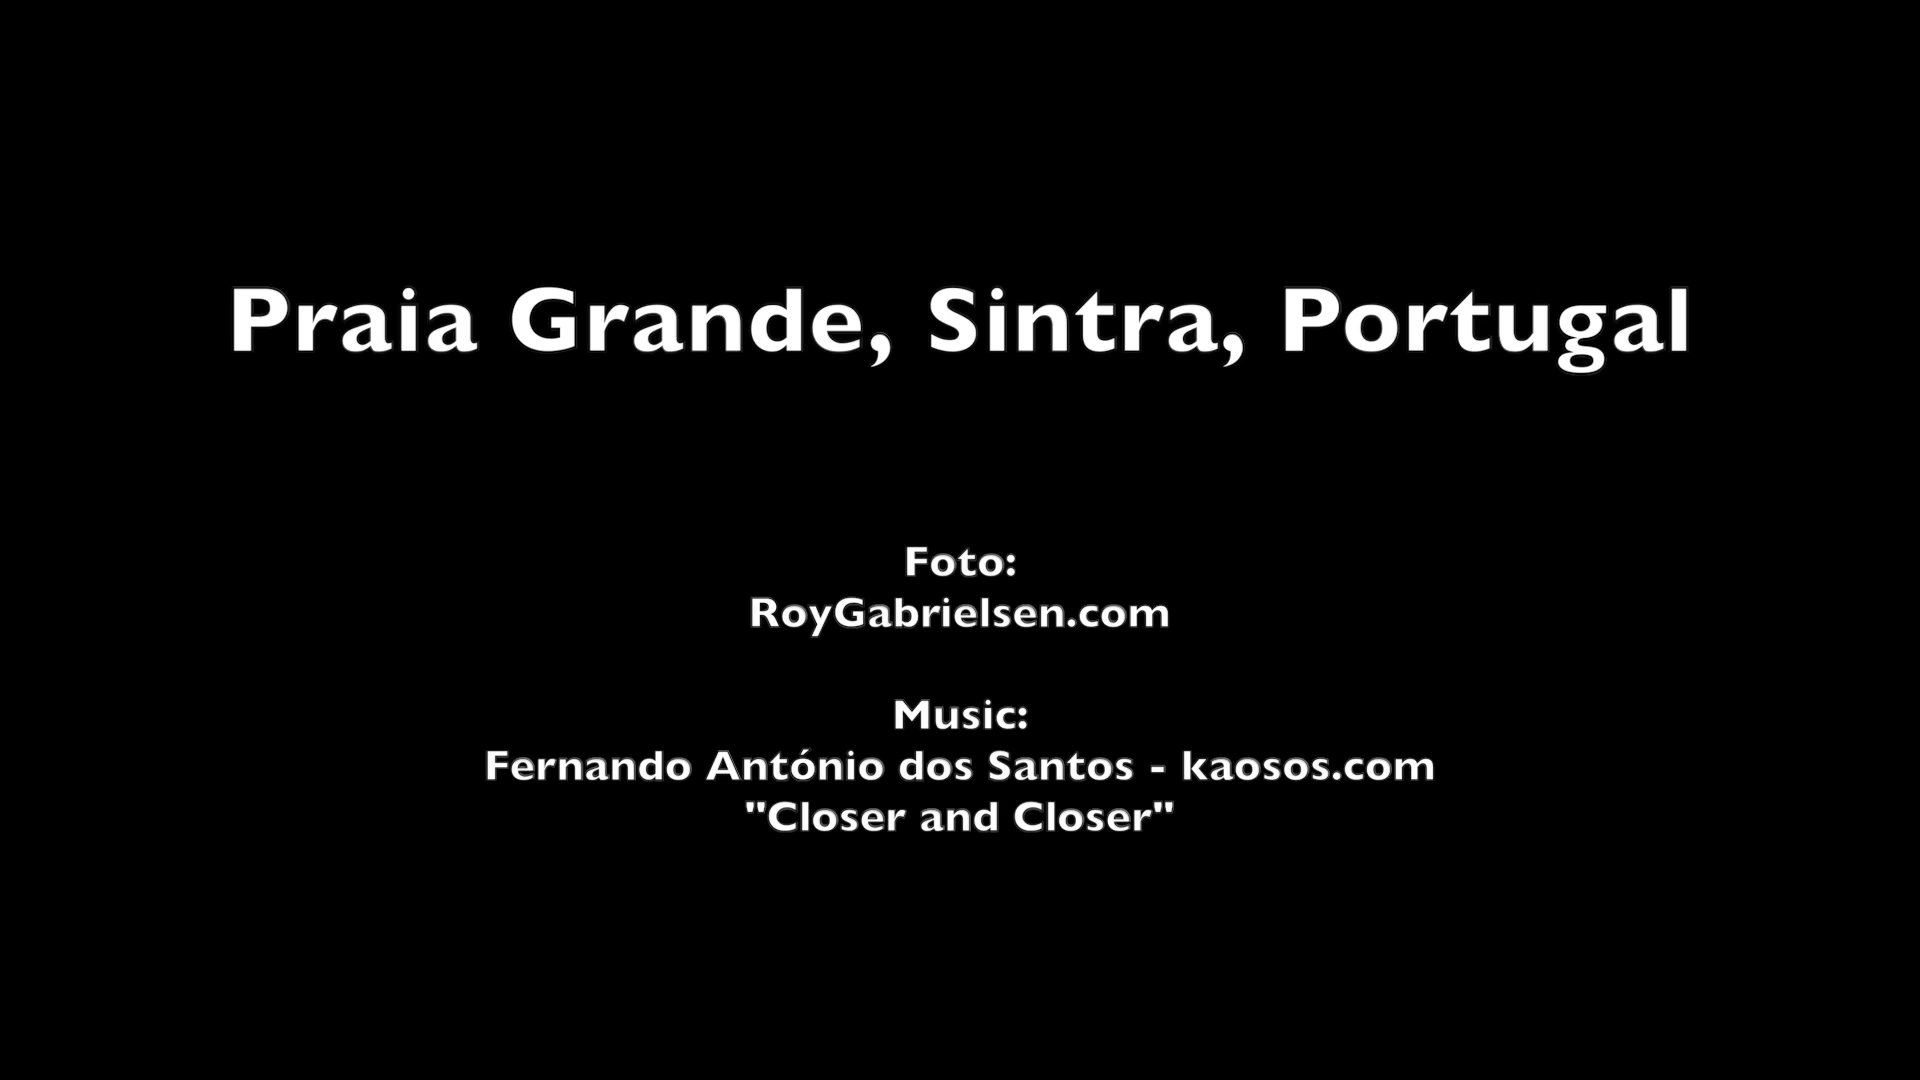 Praia Grande, Sintra, Portugal
Foto:
RoyGabrielsen.com
Music:
Fernando António dos Santos - kaosos.com
"Closer and Closer"